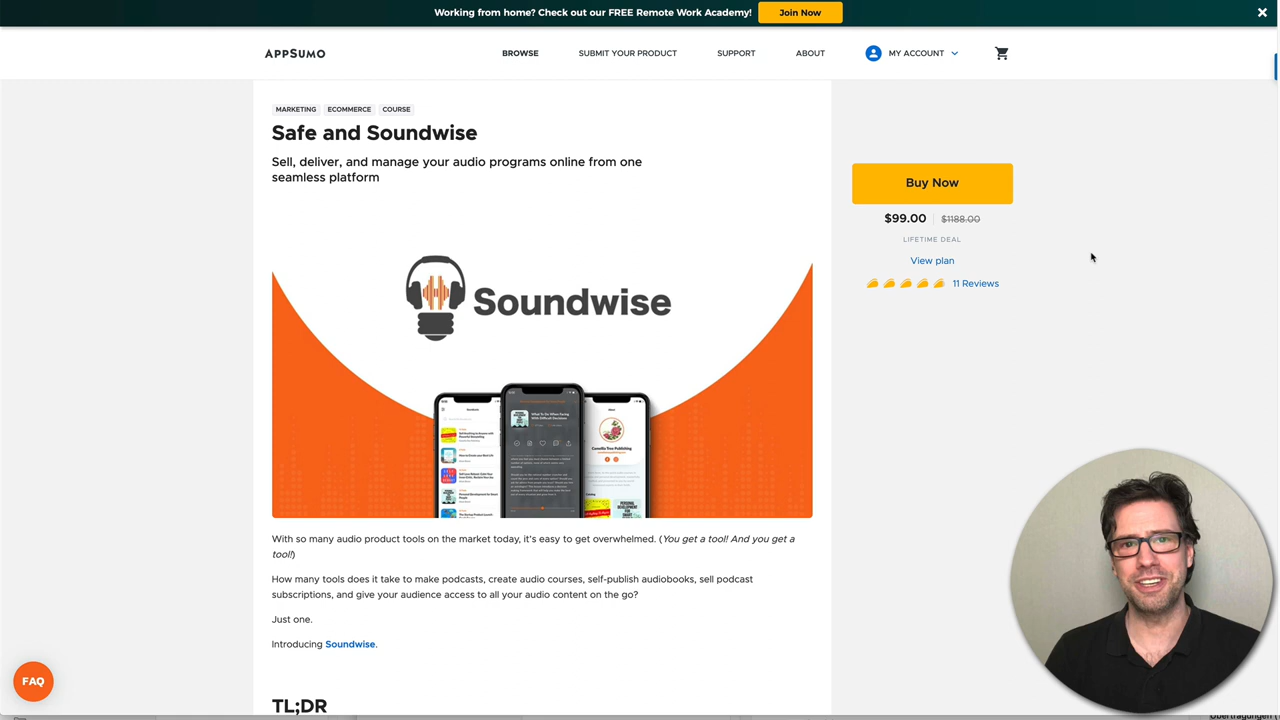 Working from home? Check out our FREE Remote Work Academy!
Join Now
APPSUMO
BROWSE
SUBMIT YOUR PRODUCT
SUPPORT
ABOUT
MY ACCOUNT
MARKETING
ECOMMERCE
COURSE
Safe and Soundwise
Sell, deliver, and manage your audio programs online from one
seamless platform
Buy Now
$99.00
$1188.00
LIFETIME DEAL
View plan
11 Reviews
Soundwise
With so many audio product tools on the market today, it's easy to get overwhelmed. (You get a tool! And you get a
tool!)
How many tools does it take to make podcasts, create audio courses, self-publish audiobooks, sell podcast
subscriptions, and give your audience access to all your audio content on the go?
Just one.
Introducing Soundwise.
FAQ
TL;DR